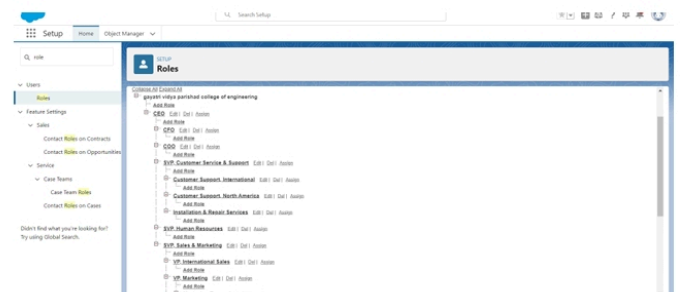 Search Setup
Setup
Home
Object Manager
role
Users
Roles
Feature Settings
Sales
Contact Roles on Contracts
Contact Roles on Opportunities
Service
Case Teams
Case Team Roles
Contact Roles on Cases
Didn't find what you're looking for?
Try using Global Search.
SETUP
Roles
Collapse All Expand All
gayatri vidya parishad college of engineering
Add Role
CEO Edit | Del | Assign
Add Role
CFO Edit | Del | Assign
Add Role
COO Edit | Del | Assign
Add Role
SVP, Customer Service & Support Edit | Del | Assign
Add Role
Customer Support, International Edit | Del | Assign
Add Role
Customer Support, North America Edit | Del | Assign
Add Role
Installation & Repair Services Edit | Del | Assign
Add Role
SVP, Human Resources Edit | Del | Assign
Add Role
SVP, Sales & Marketing Edit | Del | Assign
Add Role
VP, International Sales Edit | Del | Assign
Add Role
VP, Marketing Edit | Del | Assign
Add Role